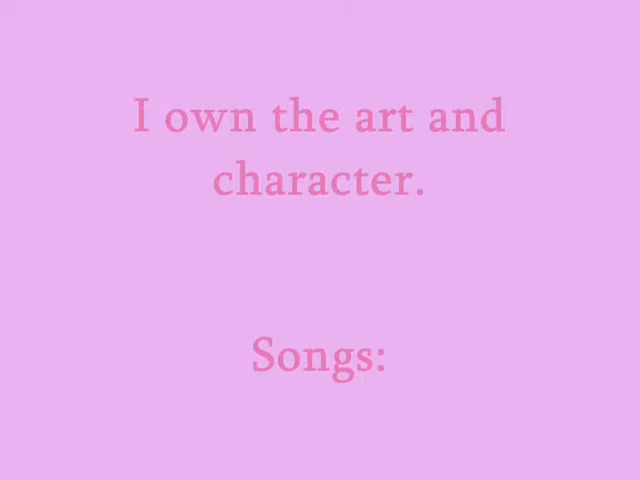 I own the art and
character.
Songs: